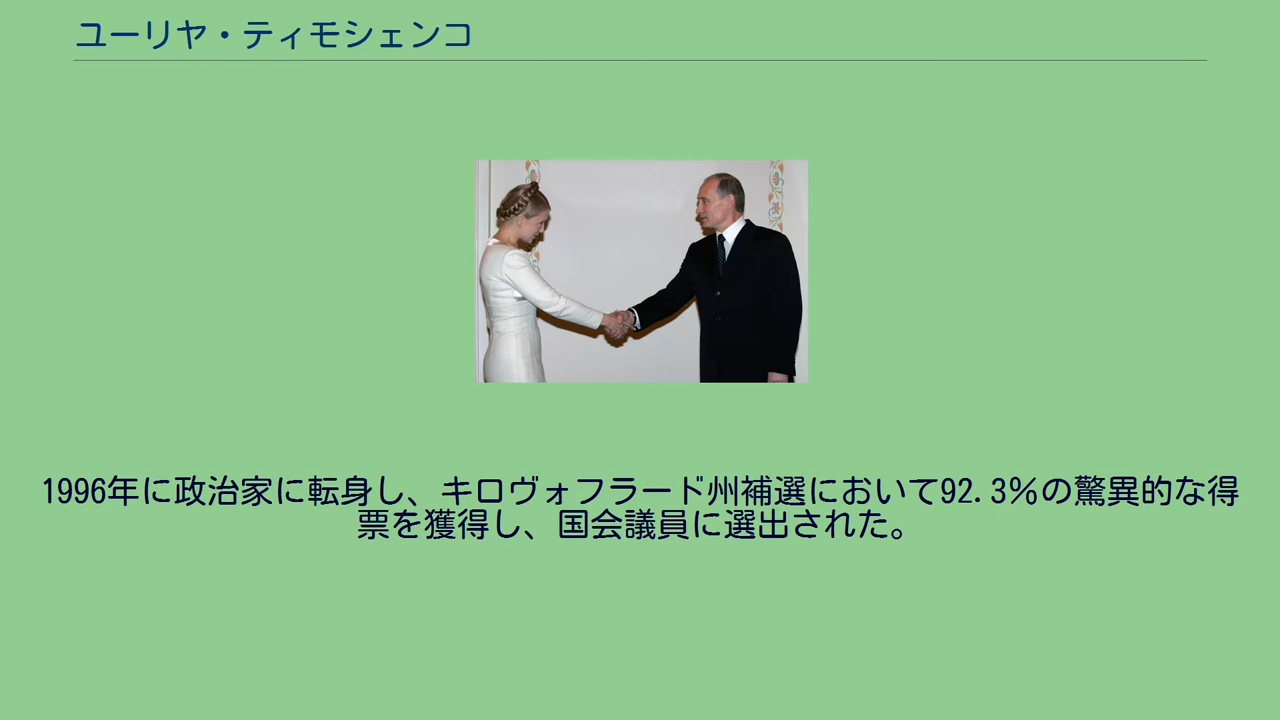 ユーリヤ・ティモシェンコ
1996年に政治家に転身し、キロヴォフラード州補選において92.3%の驚異的な得
票を獲得し、国会議員に選出された。